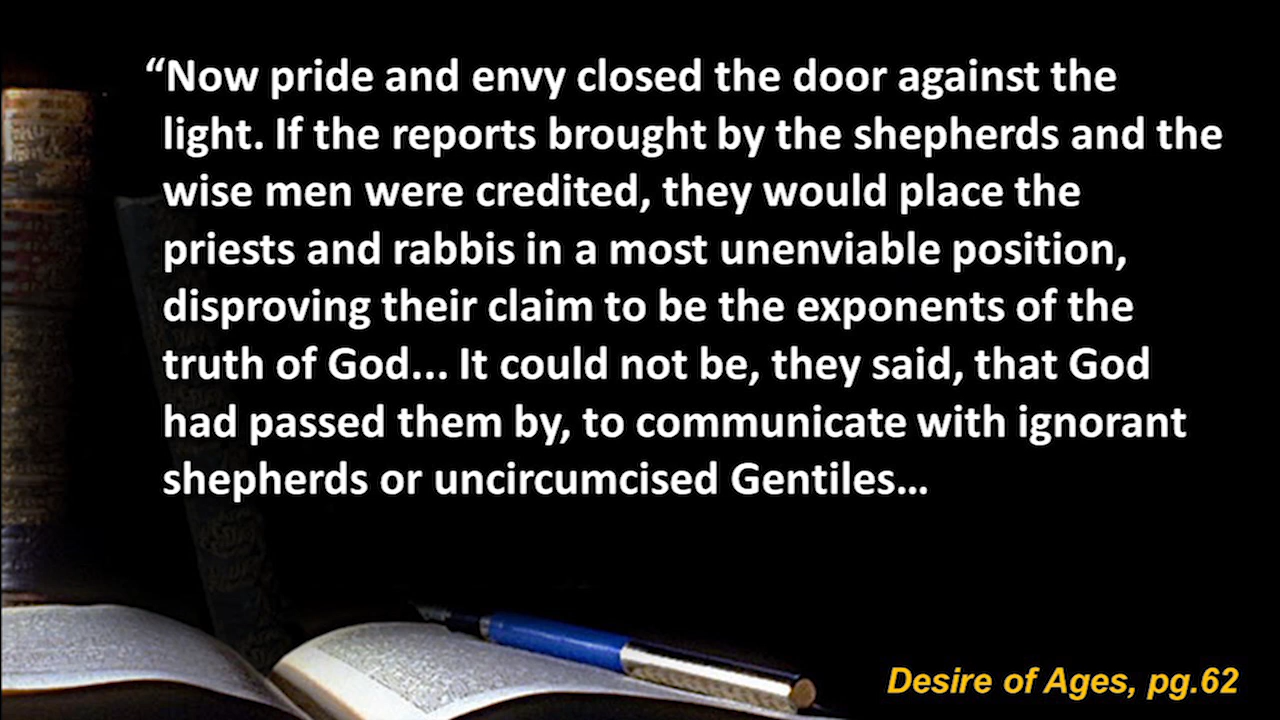 “Now pride and envy closed the door against the
light. If the reports brought by the shepherds and the
wise men were credited, they would place the
priests and rabbis in a most unenviable position,
disproving their claim to be the exponents of the
truth of God... It could not be, they said, that God
had passed them by, to communicate with ignorant
shepherds or uncircumcised Gentiles…
Desire of Ages, pg.62